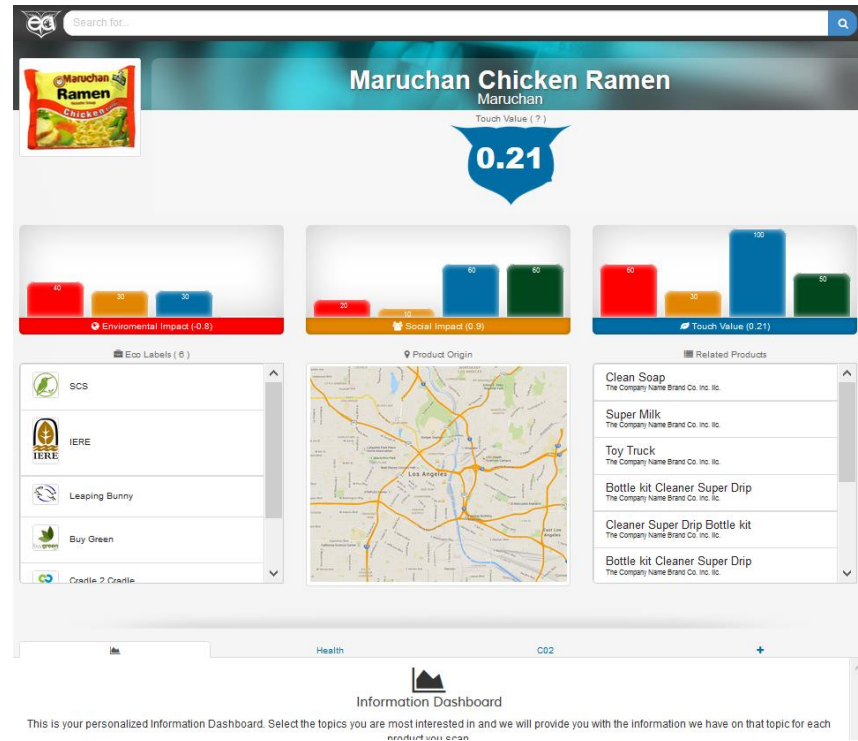 ea
Search for...
Maruchan
Ramen
Chicken
Maruchan Chicken Ramen
Maruchan
Touch Value ( ? )
0.21
40
30
30
Enviromental Impact (-0.8)
20
10
60
60
Social Impact (0.9)
60
30
100
50
Touch Value (0.21)
Eco Labels ( 6 )
SCS
IERE
IERE
Leaping Bunny
Buy Green
Cradle 2 Cradle
Product Origin
Los Angeles
East Los
Angeles
Related Products
Clean Soap
The Company Name Brand Co. Inc. llc.
Super Milk
The Company Name Brand Co. Inc. llc.
Toy Truck
The Company Name Brand Co. Inc. llc.
Bottle kit Cleaner Super Drip
The Company Name Brand Co. Inc. llc.
Cleaner Super Drip Bottle kit
The Company Name Brand Co. Inc. llc.
Bottle kit Cleaner Super Drip
The Company Name Brand Co. Inc. llc.
Health
C02
+
Information Dashboard
This is your personalized Information Dashboard. Select the topics you are most interested in and we will provide you with the information we have on that topic for each
product you scan